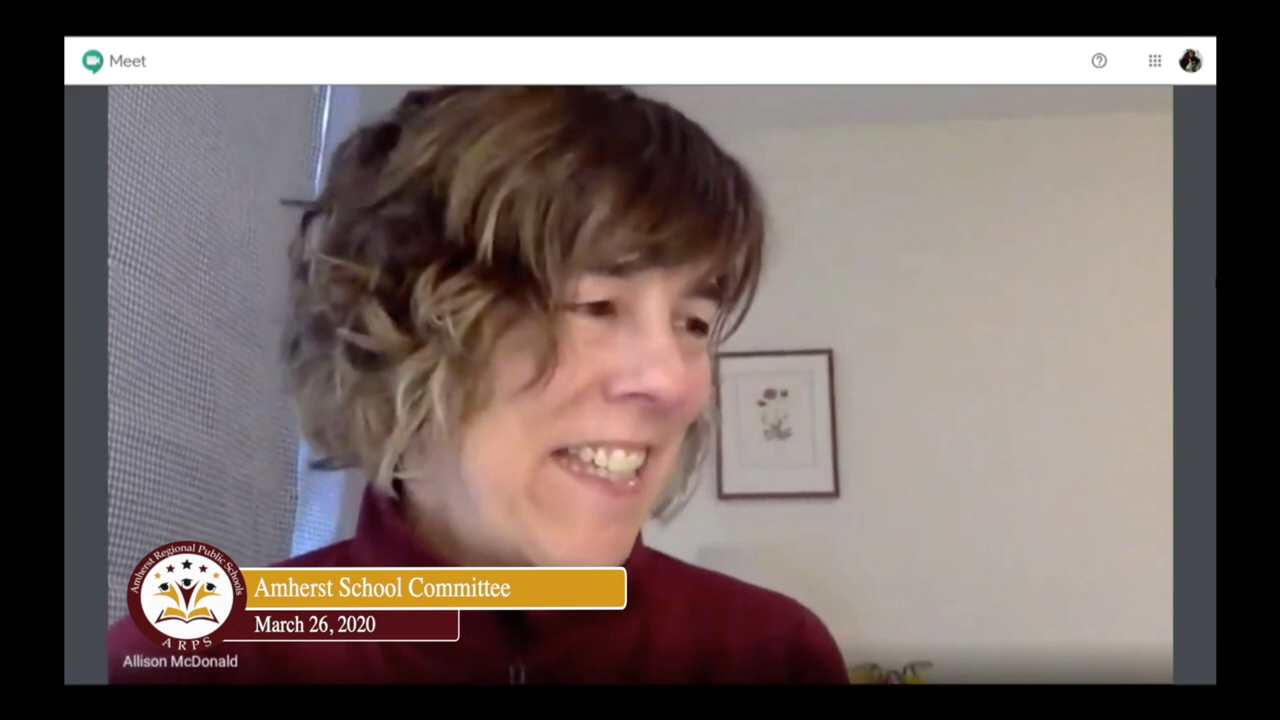 Meet
Amherst Regional Public Schools
Amherst School Committee
March 26, 2020
ARPS
Allison McDonald